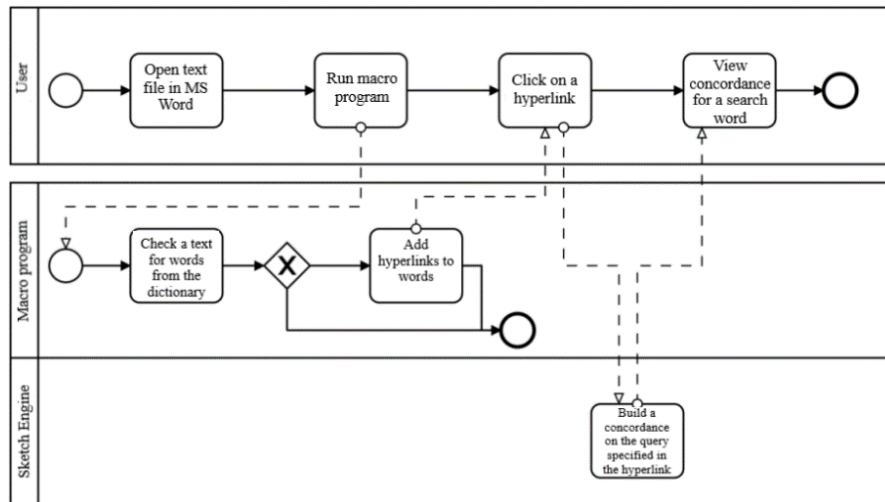 User
Open text
file in MS
Word
Run macro
program
Click on a
hyperlink
View
concordance
for a search
word
Macro program
Check a text
for words
from the
dictionary
X
Add
hyperlinks to
words
Sketch Engine
Build a
concordance
on the query
specified in
the hyperlink